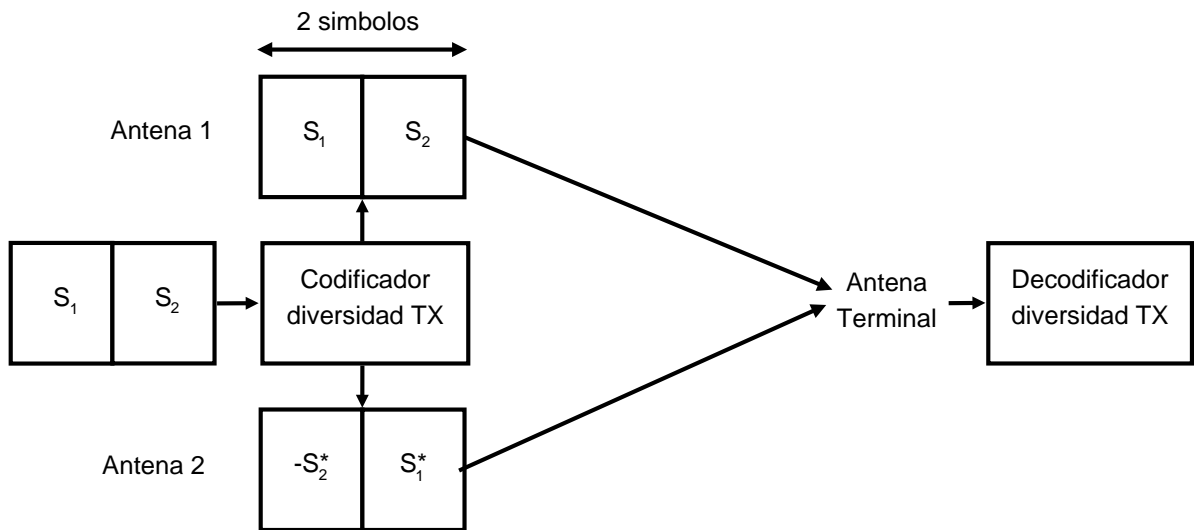 2 simbolos
Antena 1
S₁
S₂
S₁
S₂
Codificador
diversidad TX
Antena
Terminal
Decodificador
diversidad TX
Antena 2
-S₂*
S₁*